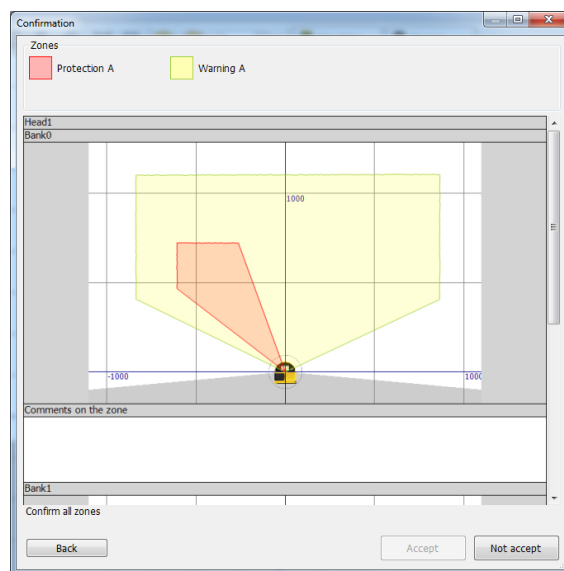 Confirmation
Zones
Protection A
Warning A
Head1
Bank0
1000
-1000
1000
Comments on the zone
Bank1
Confirm all zones
Back
Accept
Not accept